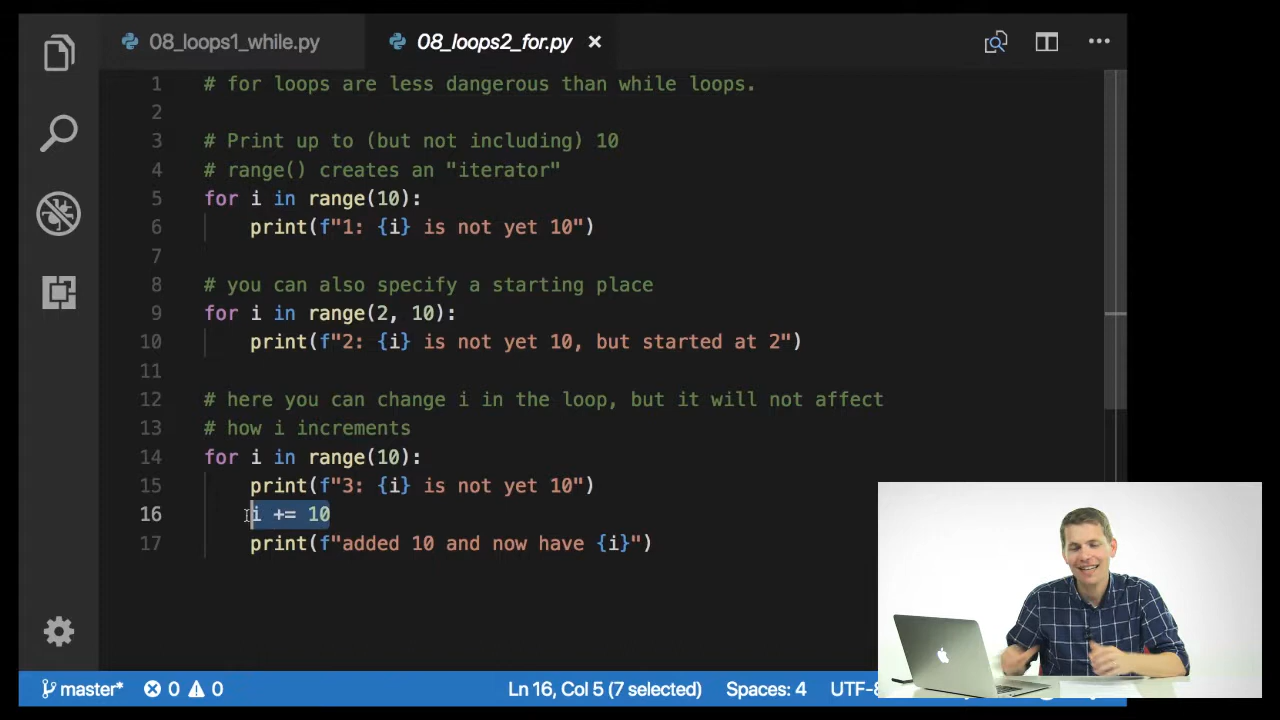 08_loops1_while.py
08_loops2_for.py
1 # for loops are less dangerous than while loops.
2
3 # Print up to (but not including) 10
4 # range() creates an "iterator"
5 for i in range(10):
6     print(f"1: {i} is not yet 10")
7
8 # you can also specify a starting place
9 for i in range(2, 10):
10     print(f"2: {i} is not yet 10, but started at 2")
11
12 # here you can change i in the loop, but it will not affect
13 # how i increments
14 for i in range(10):
15     print(f"3: {i} is not yet 10")
16     i += 10
17     print(f"added 10 and now have {i}")
master* 0 0 Ln 16, Col 5 (7 selected) Spaces: 4